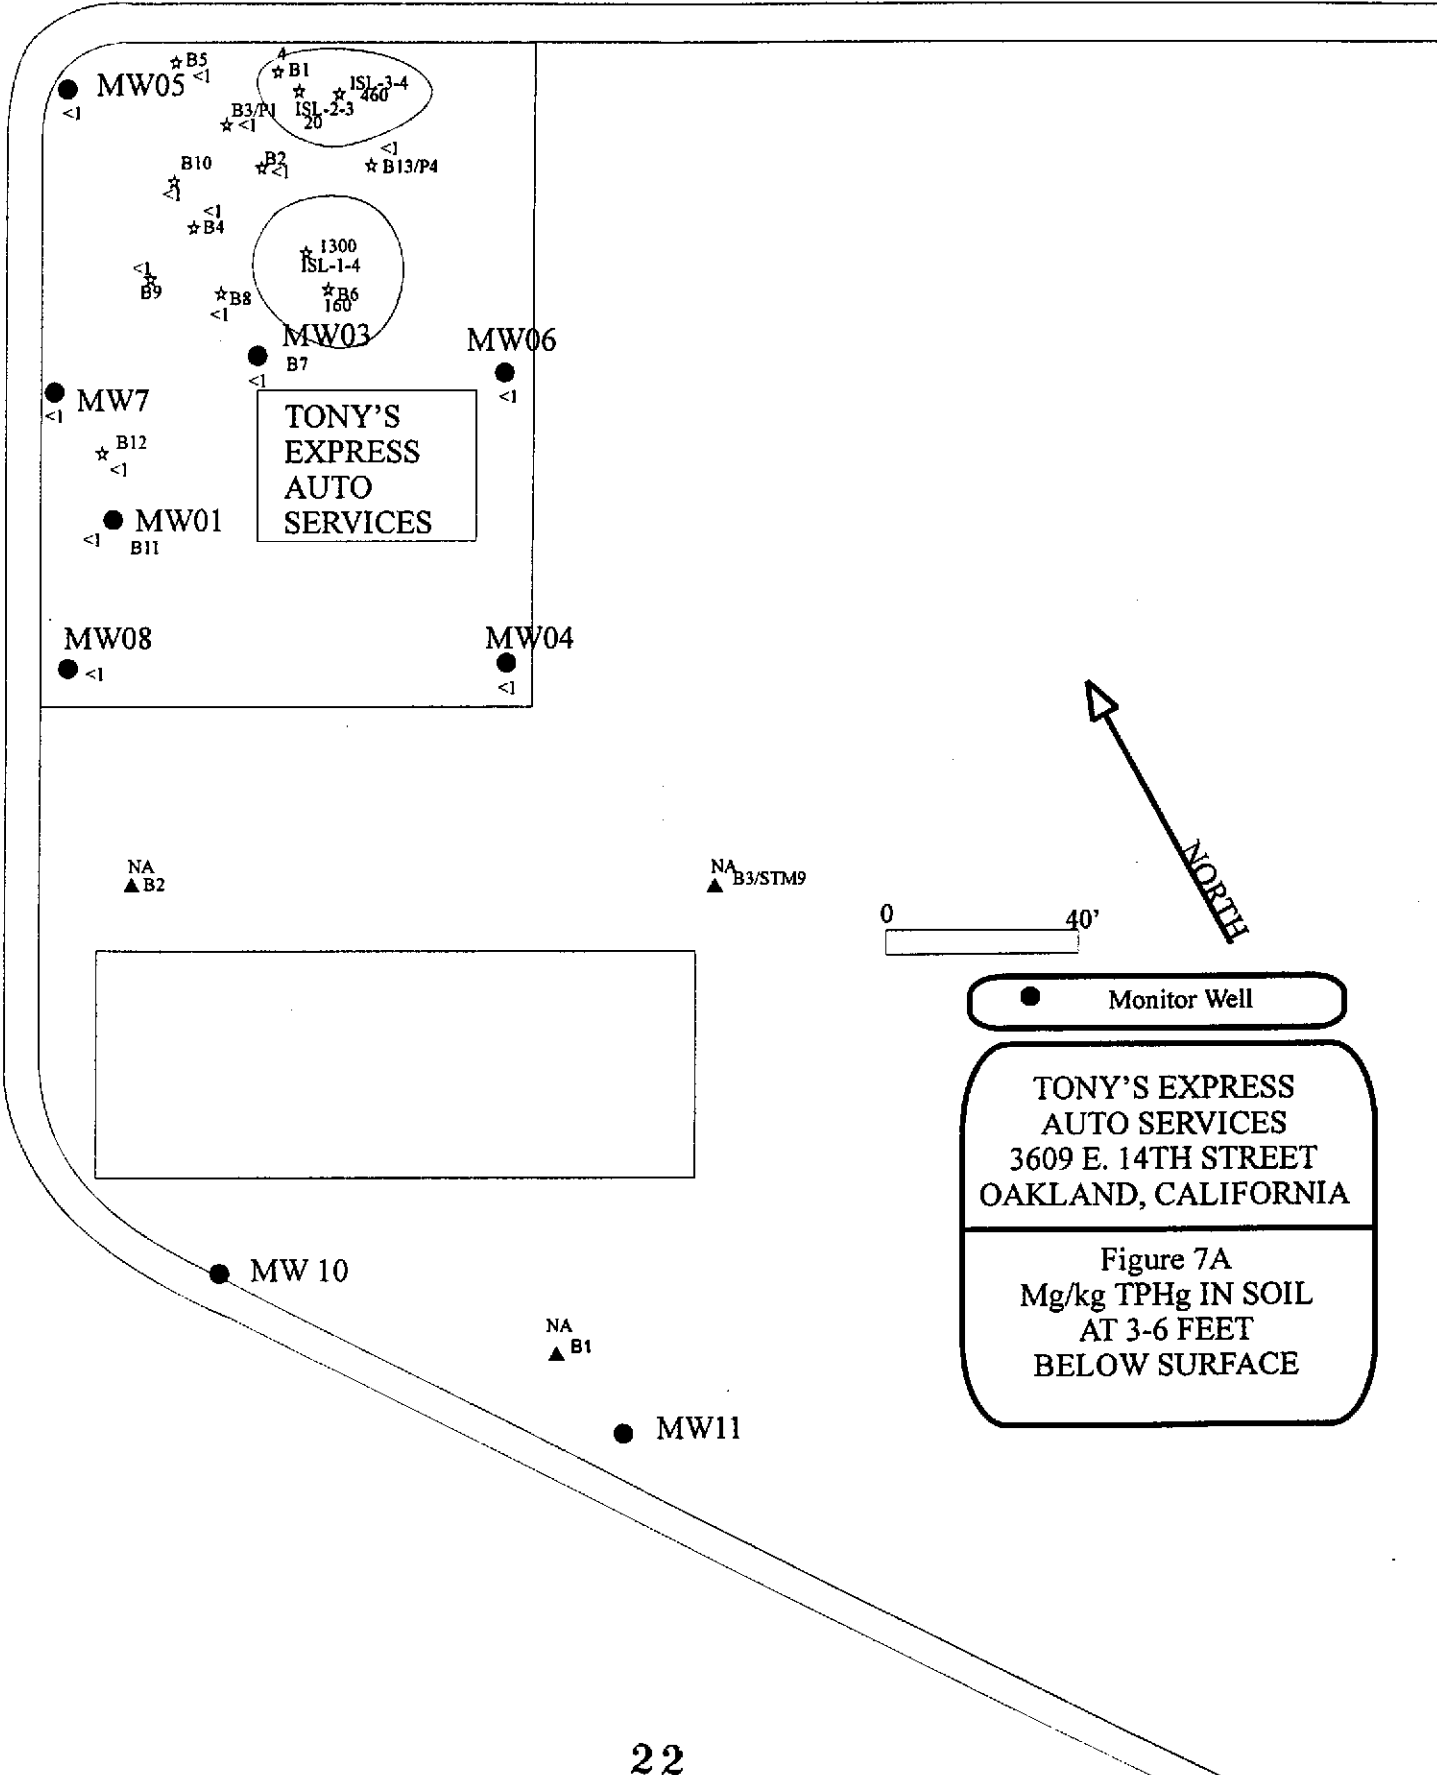 B5
<1
MW05
<1
4
B1
ISL-3-4
460
ISL-2-3
20
B3/P1
<1
B2
<1
<1
B13/P4
B10
<1
<1
B4
1300
ISL-1-4
B6
160
<1
B9
B8
<1
MW03
B7
<1
MW06
<1
MW7
<1
TONY'S
EXPRESS
AUTO
SERVICES
B12
<1
MW01
<1
B11
MW08
<1
MW04
<1
NA
B2
NA
B3/STM9
NORTH
0 40'
Monitor Well
TONY'S EXPRESS
AUTO SERVICES
3609 E. 14TH STREET
OAKLAND, CALIFORNIA
Figure 7A
Mg/kg TPHg IN SOIL
AT 3-6 FEET
BELOW SURFACE
MW 10
NA
B1
MW11
22